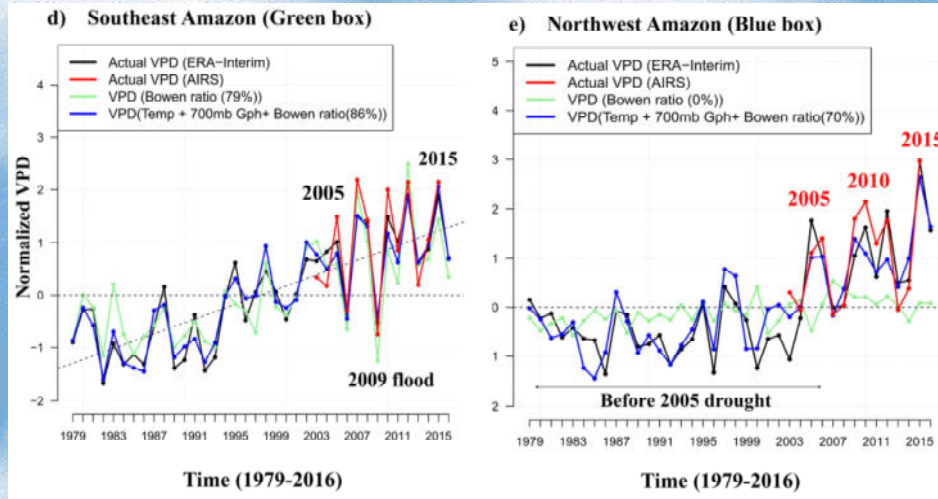 d) Southeast Amazon (Green box)
Actual VPD (ERA−Interim)
Actual VPD (AIRS)
VPD (Bowen ratio (79%))
VPD(Temp + 700mb Gph+ Bowen ratio(86%))
Normalized VPD
4
3
2
1
0
−1
−2
2005
2015
2009 flood
1979 1983 1987 1991 1995 1999 2003 2007 2011 2015
Time (1979-2016)
e) Northwest Amazon (Blue box)
Actual VPD (ERA−Interim)
Actual VPD (AIRS)
VPD (Bowen ratio (0%))
VPD(Temp + 700mb Gph+ Bowen ratio(70%))
5
4
3
2
1
0
1
2
2005
2010
2015
Before 2005 drought
1979 1983 1987 1991 1995 1999 2003 2007 2011 2015
Time (1979-2016)